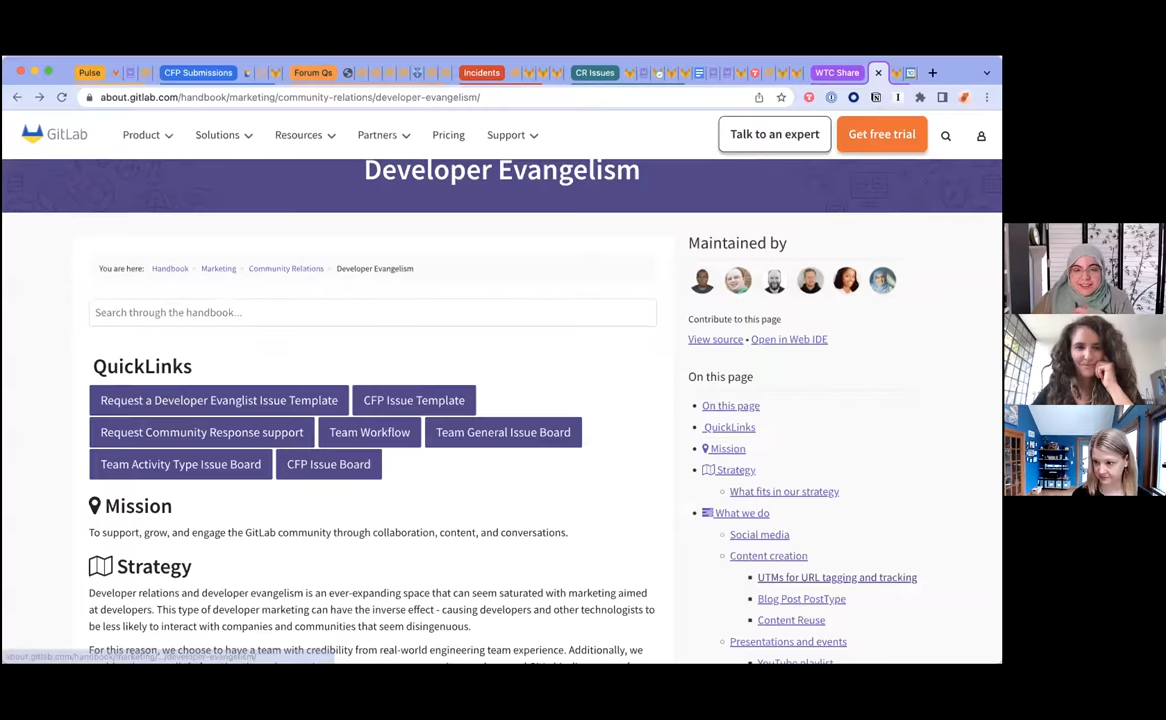 Pulse CFP Submissions Forum Qs Incidents CR Issues WTC Share
about.gitlab.com/handbook/marketing/community-relations/developer-evangelism/
GitLab Product Solutions Resources Partners Pricing Support Talk to an expert Get free trial
Developer Evangelism
You are here: Handbook Marketing Community Relations Developer Evangelism
Search through the handbook...
QuickLinks
Request a Developer Evanglist Issue Template CFP Issue Template
Request Community Response support Team Workflow Team General Issue Board
Team Activity Type Issue Board CFP Issue Board
Mission
To support, grow, and engage the GitLab community through collaboration, content, and conversations.
Strategy
Developer relations and developer evangelism is an ever-expanding space that can seem saturated with marketing aimed
at developers. This type of developer marketing can have the inverse effect - causing developers and other technologists to
be less likely to interact with companies and communities that seem disingenuous.
For this reason, we choose to have a team with credibility from real-world engineering team experience. Additionally, we
about.gitlab.com/handbook/marketing/.../developer-evangelism/
Maintained by
Contribute to this page
View source • Open in Web IDE
On this page
On this page
QuickLinks
Mission
Strategy
What fits in our strategy
What we do
Social media
Content creation
UTMs for URL tagging and tracking
Blog Post PostType
Content Reuse
Presentations and events
YouTube playlist